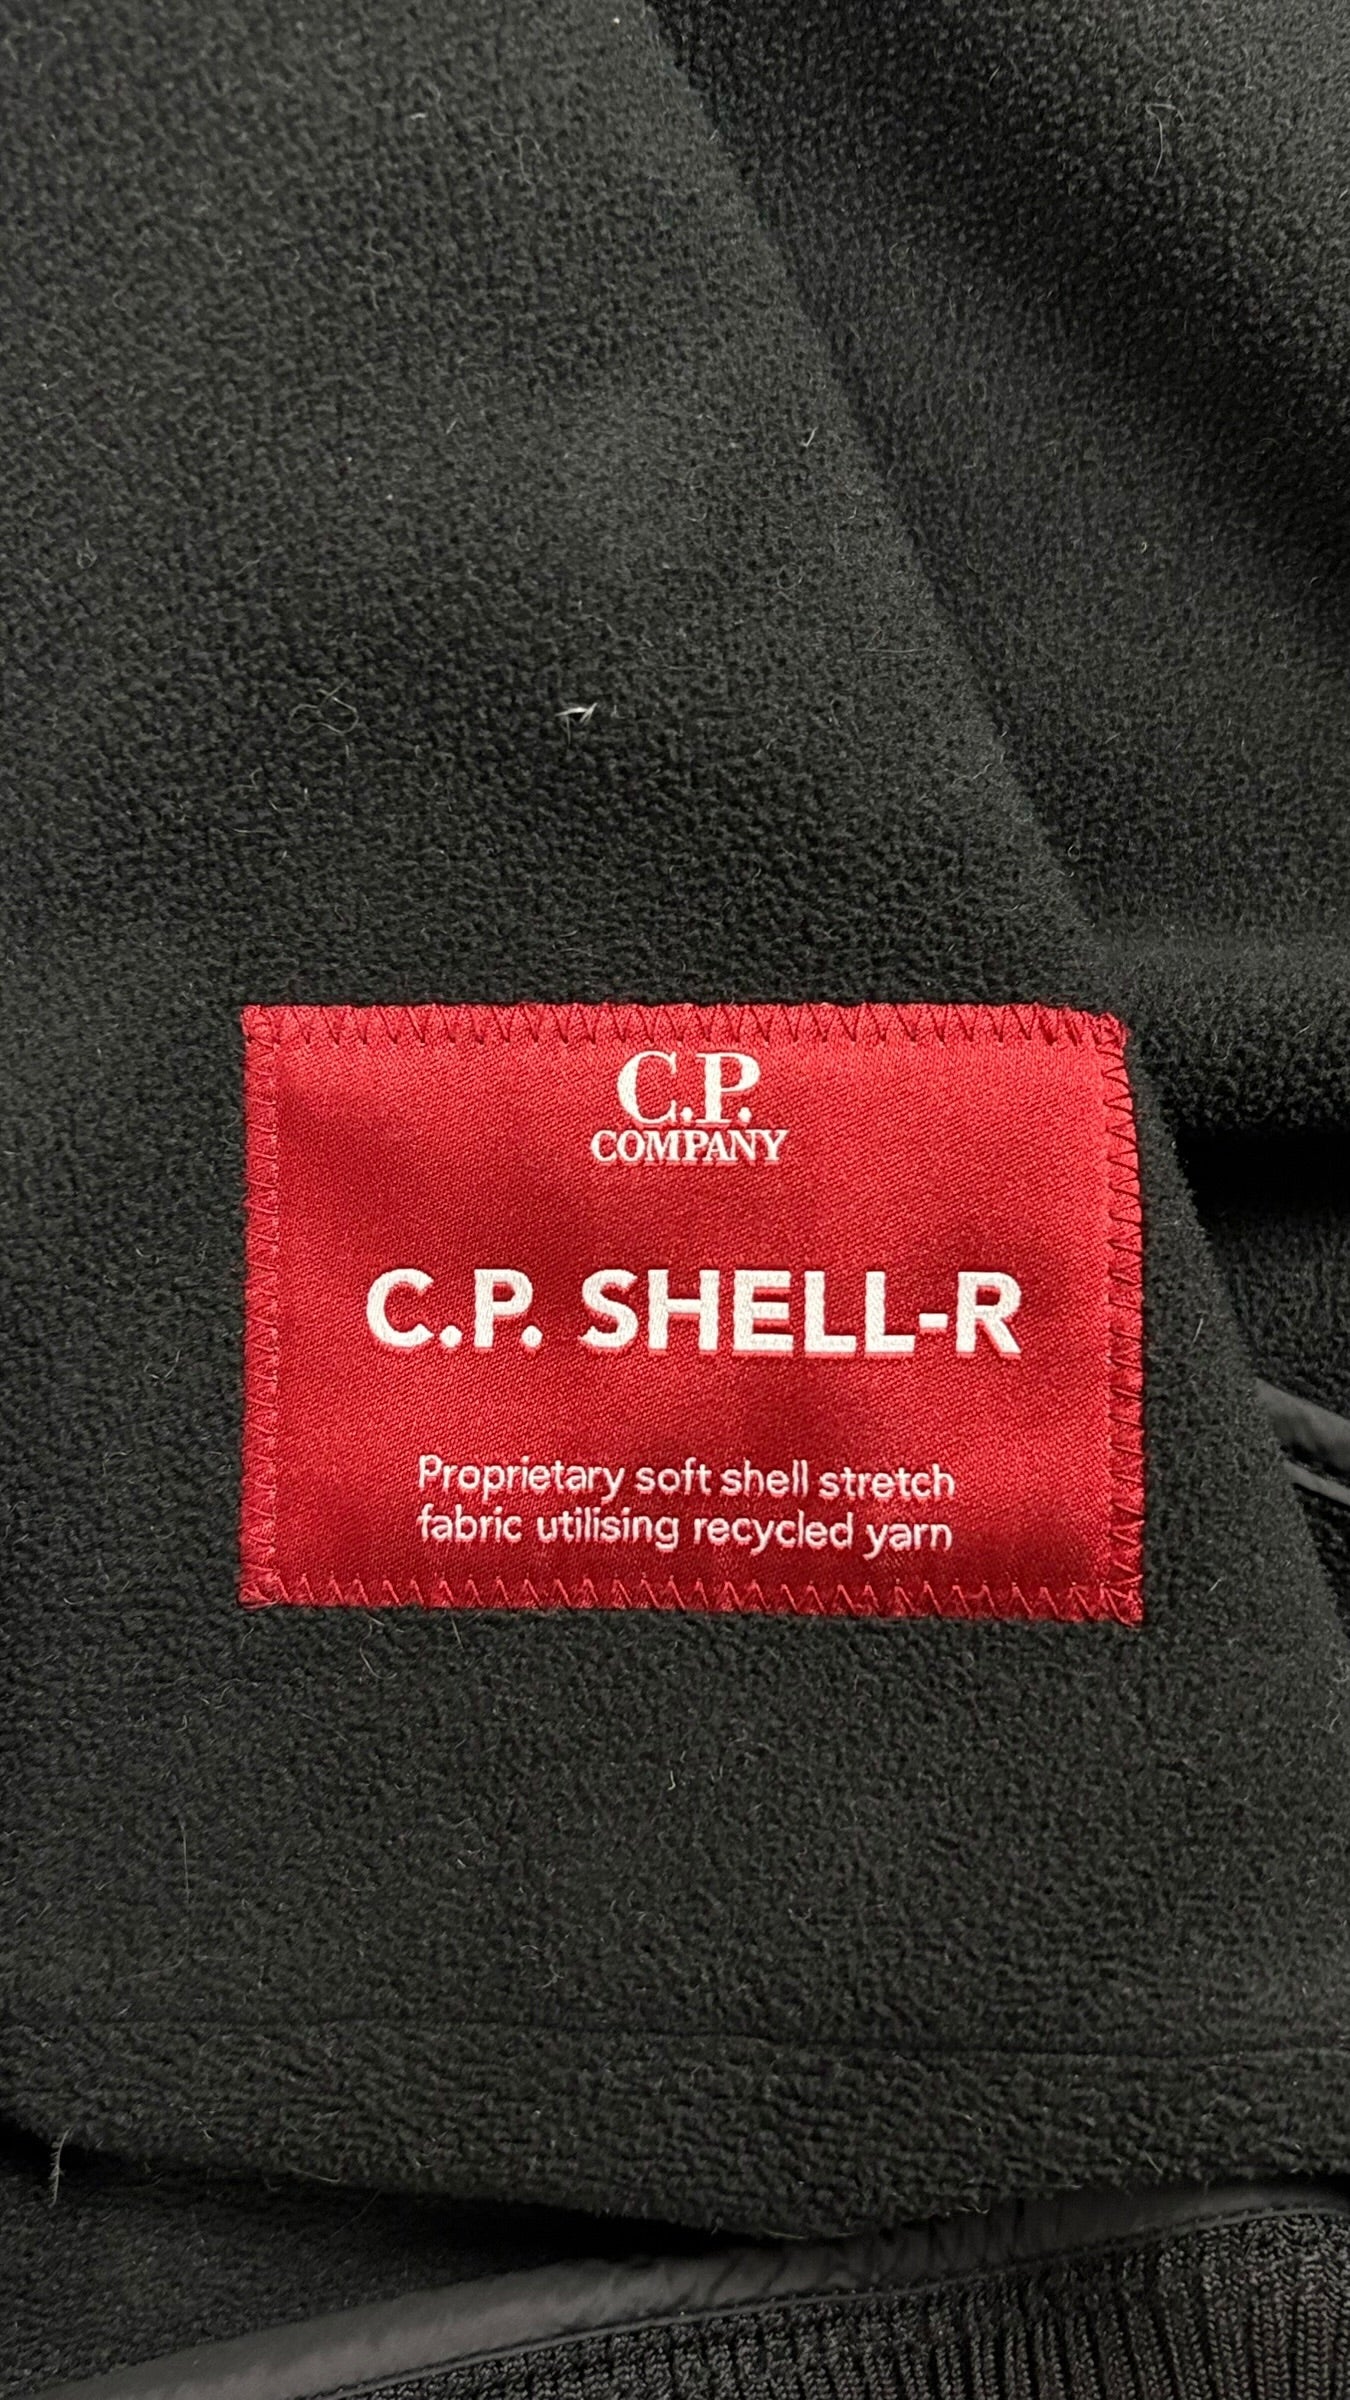 C.P.
COMPANY
C.P. SHELL-R
Proprietary soft shell stretch
fabric utilising recycled yarn